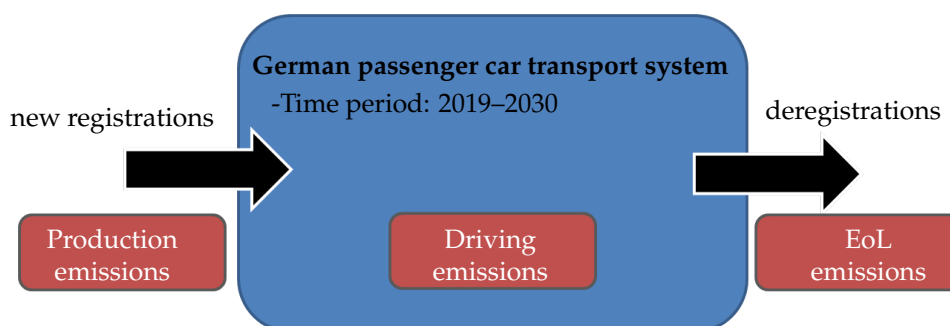 German passenger car transport system
-Time period: 2019–2030
new registrations
deregistrations
Production
emissions
Driving
emissions
EoL
emissions